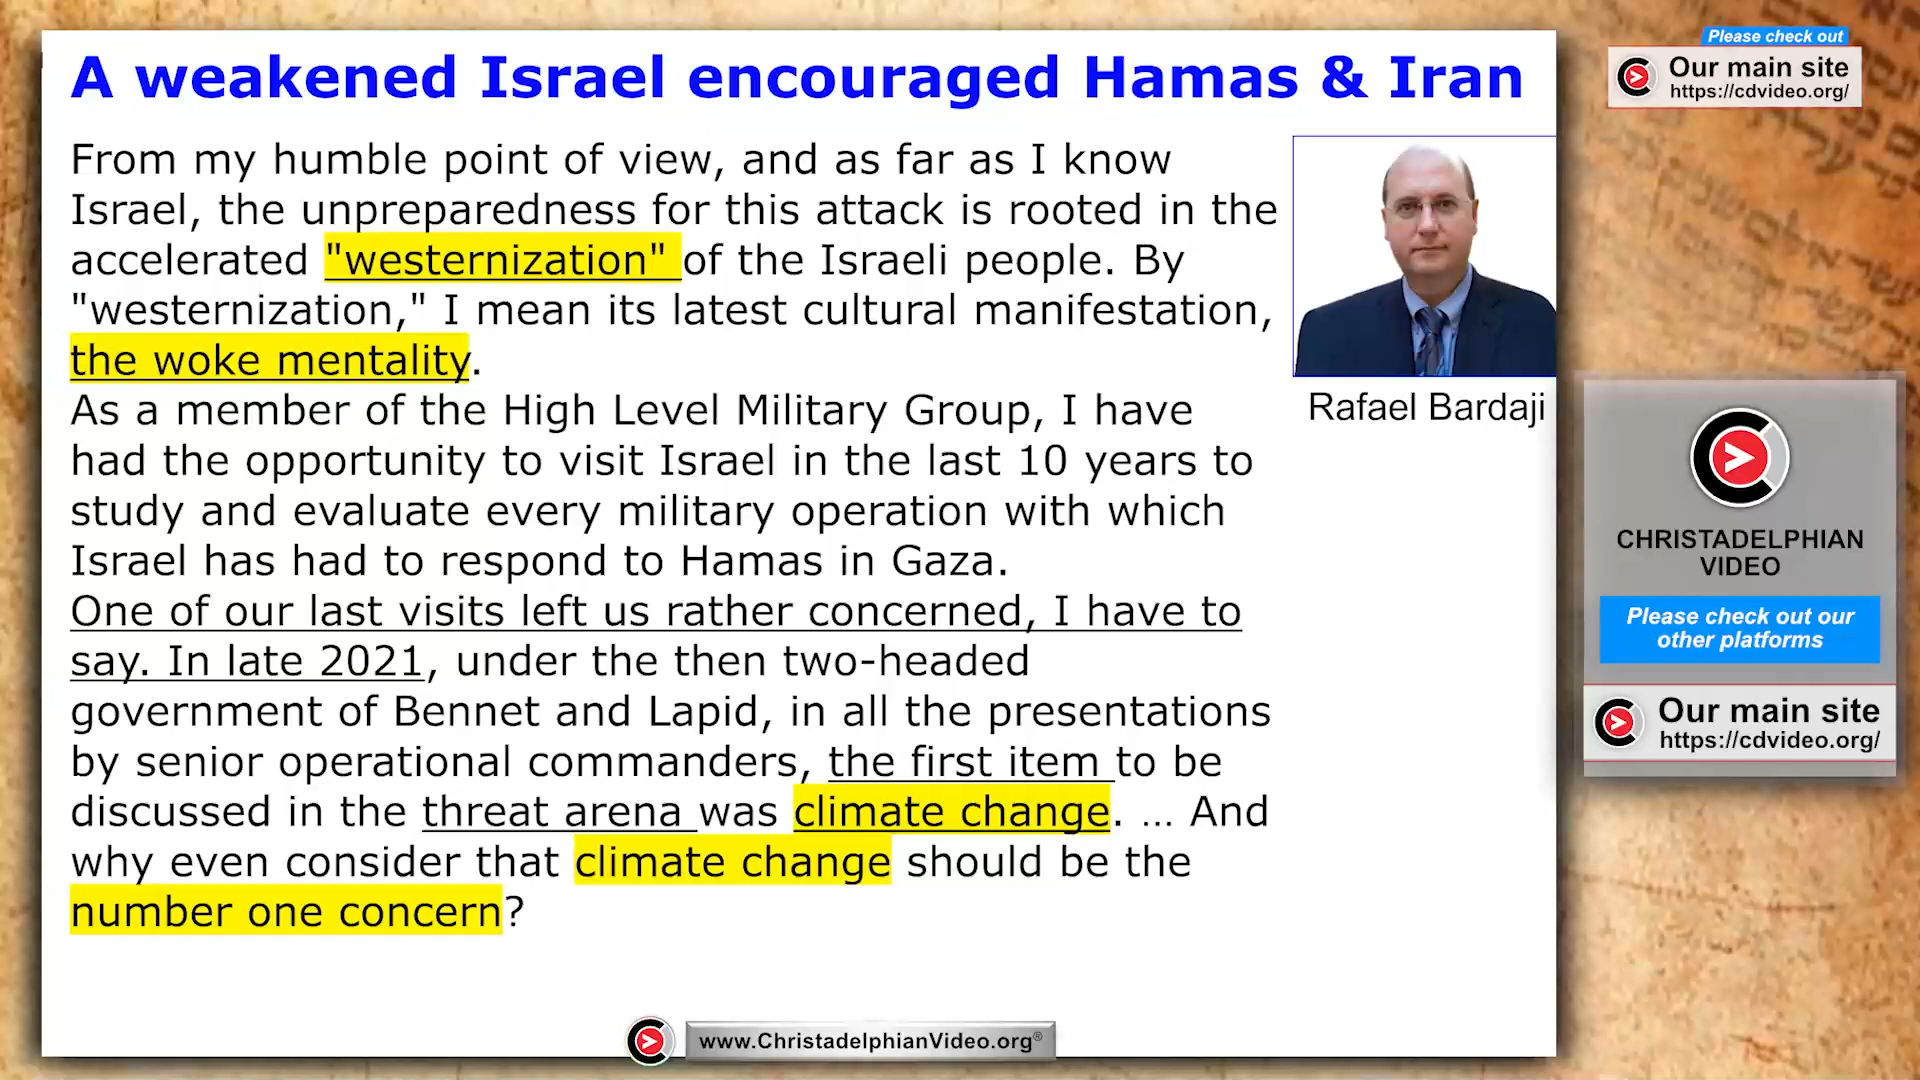 A weakened Israel encouraged Hamas & Iran
From my humble point of view, and as far as I know
Israel, the unpreparedness for this attack is rooted in the
accelerated "westernization" of the Israeli people. By
"westernization," I mean its latest cultural manifestation,
the woke mentality.
As a member of the High Level Military Group, I have
had the opportunity to visit Israel in the last 10 years to
study and evaluate every military operation with which
Israel has had to respond to Hamas in Gaza.
One of our last visits left us rather concerned, I have to
say. In late 2021, under the then two-headed
government of Bennet and Lapid, in all the presentations
by senior operational commanders, the first item to be
discussed in the threat arena was climate change. ... And
why even consider that climate change should be the
number one concern?
Rafael Bardaji
www.ChristadelphianVideo.org®
Please check out
Our main site
https://cdvideo.org/
CHRISTADELPHIAN
VIDEO
Please check out our
other platforms
Our main site
https://cdvideo.org/